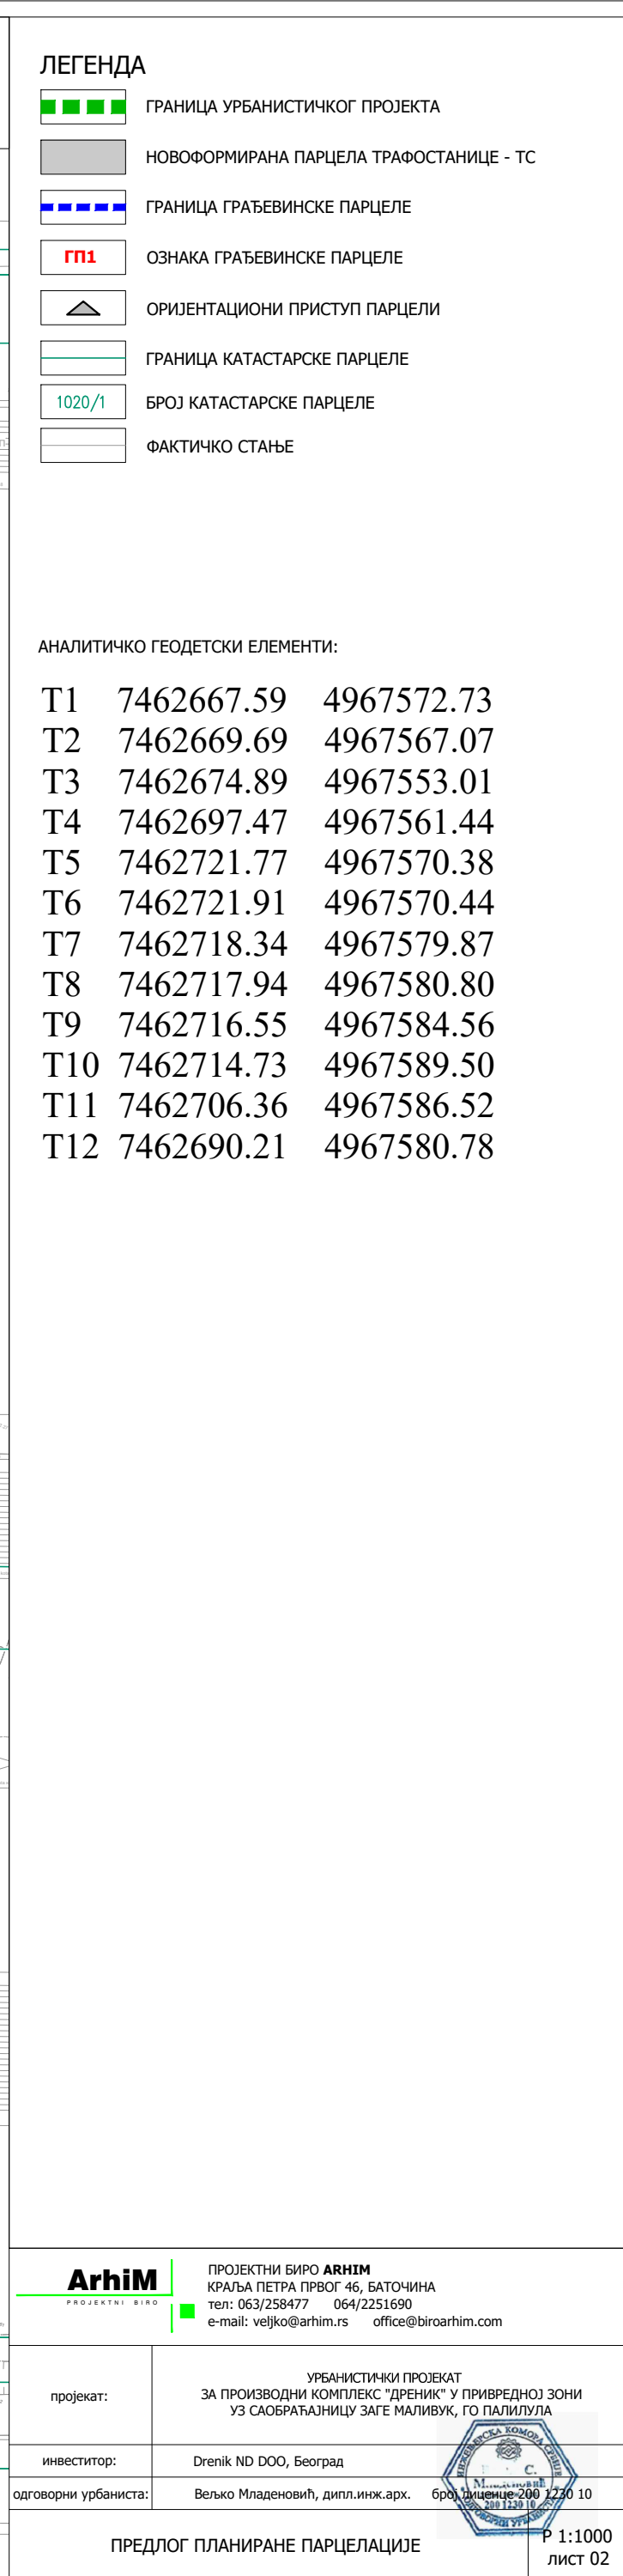 ЛЕГЕНДА
ГРАНИЦА УРБАНИСТИЧКОГ ПРОЈЕКТА
НОВОФОРМИРАНА ПАРЦЕЛА ТРАФОСТАНИЦЕ - ТС
ГРАНИЦА ГРАЂЕВИНСКЕ ПАРЦЕЛЕ
ГП1 ОЗНАКА ГРАЂЕВИНСКЕ ПАРЦЕЛЕ
ОРИЈЕНТАЦИОНИ ПРИСТУП ПАРЦЕЛИ
ГРАНИЦА КАТАСТАРСКЕ ПАРЦЕЛЕ
1020/1 БРОЈ КАТАСТАРСКЕ ПАРЦЕЛЕ
ФАКТИЧКО СТАЊЕ
АНАЛИТИЧКО ГЕОДЕТСКИ ЕЛЕМЕНТИ:
Т1 7462667.59 4967572.73
Т2 7462669.69 4967567.07
Т3 7462674.89 4967553.01
Т4 7462697.47 4967561.44
Т5 7462721.77 4967570.38
Т6 7462721.91 4967570.44
Т7 7462718.34 4967579.87
Т8 7462717.94 4967580.80
Т9 7462716.55 4967584.56
Т10 7462714.73 4967589.50
Т11 7462706.36 4967586.52
Т12 7462690.21 4967580.78
ArhiM
PROJEKTNI BIRO
ПРОЈЕКТНИ БИРО ARHIM
КРАЉА ПЕТРА ПРВОГ 46, БАТОЧИНА
тел: 063/258477 064/2251690
e-mail: veljko@arhim.rs office@biroarhim.com
пројекат:
УРБАНИСТИЧКИ ПРОЈЕКАТ
ЗА ПРОИЗВОДНИ КОМПЛЕКС "ДРЕНИК" У ПРИВРЕДНОЈ ЗОНИ
УЗ САОБРАЋАЈНИЦУ ЗАГЕ МАЛИВУК, ГО ПАЛИЛУЛА
инвеститор: Drenik ND DOO, Београд
одговорни урбаниста: Вељко Младеновић, дипл.инж.арх. број лиценце 200 1230 10
ИНЖЕЊЕРСКА КОМОРА СРБИЈЕ
С.
200 1230 10
ОДГОВОРНИ УРБАНИСТА
ПРЕДЛОГ ПЛАНИРАНЕ ПАРЦЕЛАЦИЈЕ
Р 1:1000
лист 02